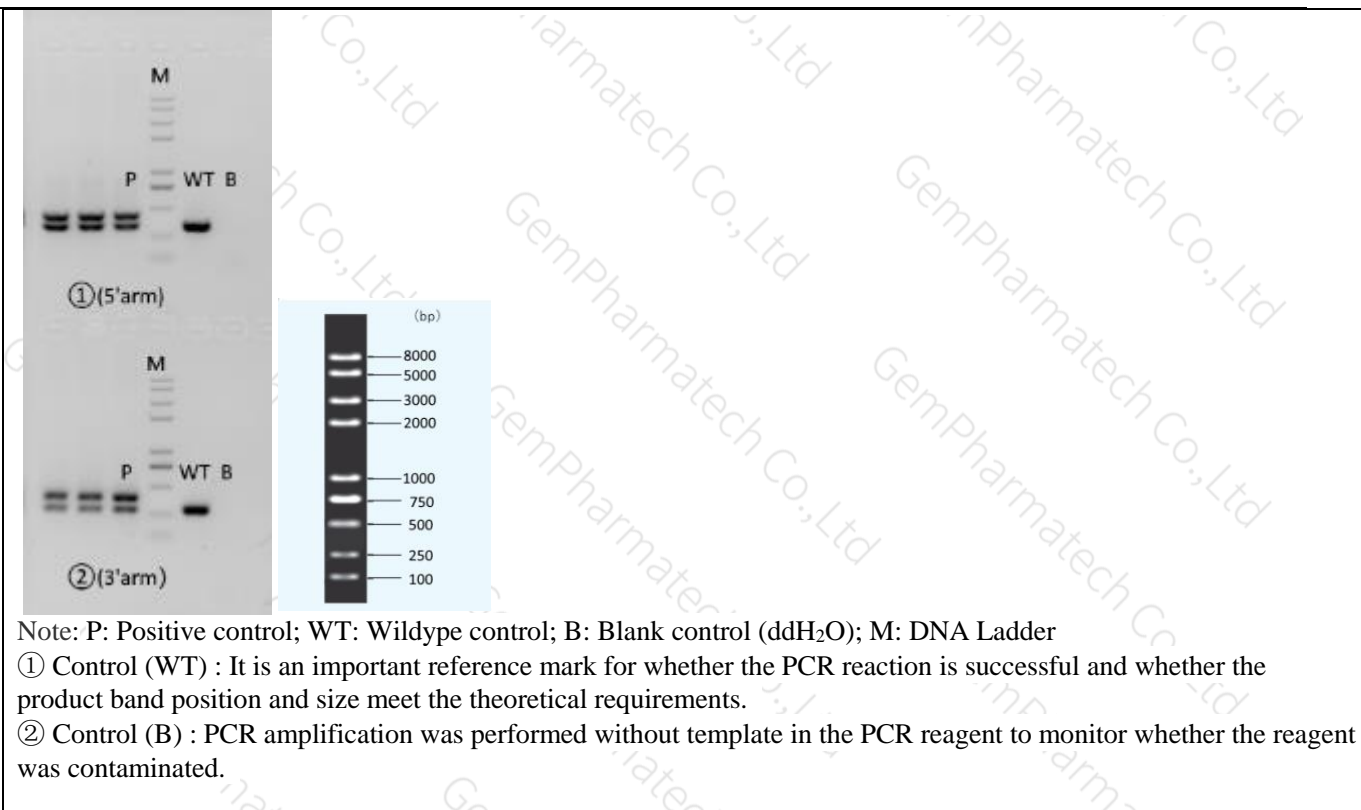 M
P WT B
①(5'arm)
M
P WT B
②(3'arm)
(bp)
8000
5000
3000
2000
1000
750
500
250
100
Note: P: Positive control; WT: Wildype control; B: Blank control (ddH₂O); M: DNA Ladder
① Control (WT) : It is an important reference mark for whether the PCR reaction is successful and whether the
product band position and size meet the theoretical requirements.
② Control (B) : PCR amplification was performed without template in the PCR reagent to monitor whether the reagent
was contaminated.
GemPharmatech Co.,Ltd